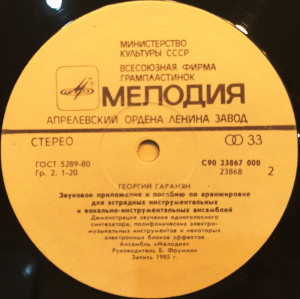 МИНИСТЕРСТВО
КУЛЬТУРЫ СССР
ВСЕСОЮЗНАЯ ФИРМА
ГРАМПЛАСТИНОК
МЕЛОДИЯ
АПРЕЛЕВСКИЙ ОРДЕНА ЛЕНИНА ЗАВОД
СТЕРЕО 33
ГОСТ 5289-80 С90 23867 000
Гр. 2. 1-20 23868 2
ГЕОРГИЙ ГАРАНЯН
Звуковое приложение к пособию по аранжировке
для эстрадных инструментальных
и вокально-инструментальных ансамблей
Демонстрация звучания одноголосного
синтезатора, полифонических электро-
музыкальных инструментов и некоторых
электронных блоков эффектов
Ансамбль «Мелодия»
Руководитель Б. Фрумкин
Запись 1985 г.